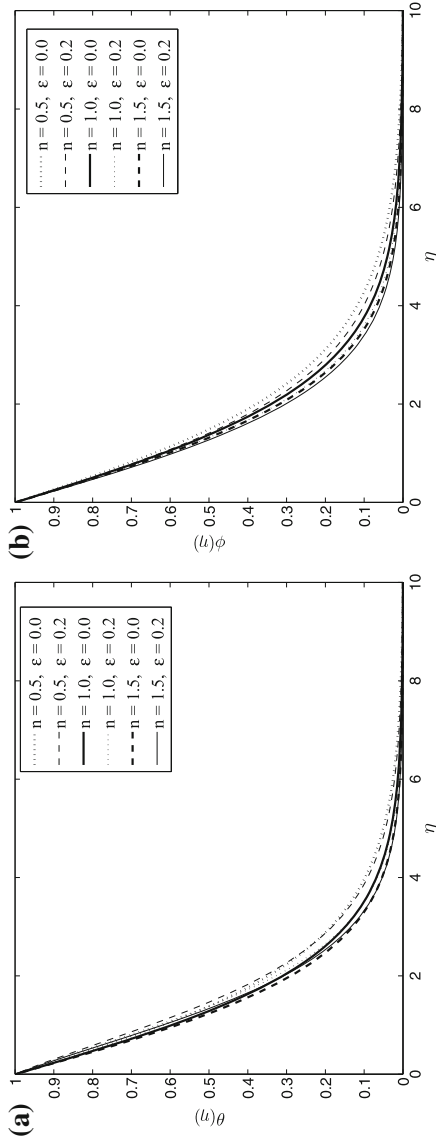 (a)
1
0.9
0.8
0.7
0.6
0.5
0.4
0.3
0.2
0.1
0
θ(η)
0
2
4
6
8
10
η
n = 0.5, ε = 0.0
n = 0.5, ε = 0.2
n = 1.0, ε = 0.0
n = 1.0, ε = 0.2
n = 1.5, ε = 0.0
n = 1.5, ε = 0.2
(b)
1
0.9
0.8
0.7
0.6
0.5
0.4
0.3
0.2
0.1
0
ϕ(η)
0
2
4
6
8
10
η
n = 0.5, ε = 0.0
n = 0.5, ε = 0.2
n = 1.0, ε = 0.0
n = 1.0, ε = 0.2
n = 1.5, ε = 0.0
n = 1.5, ε = 0.2